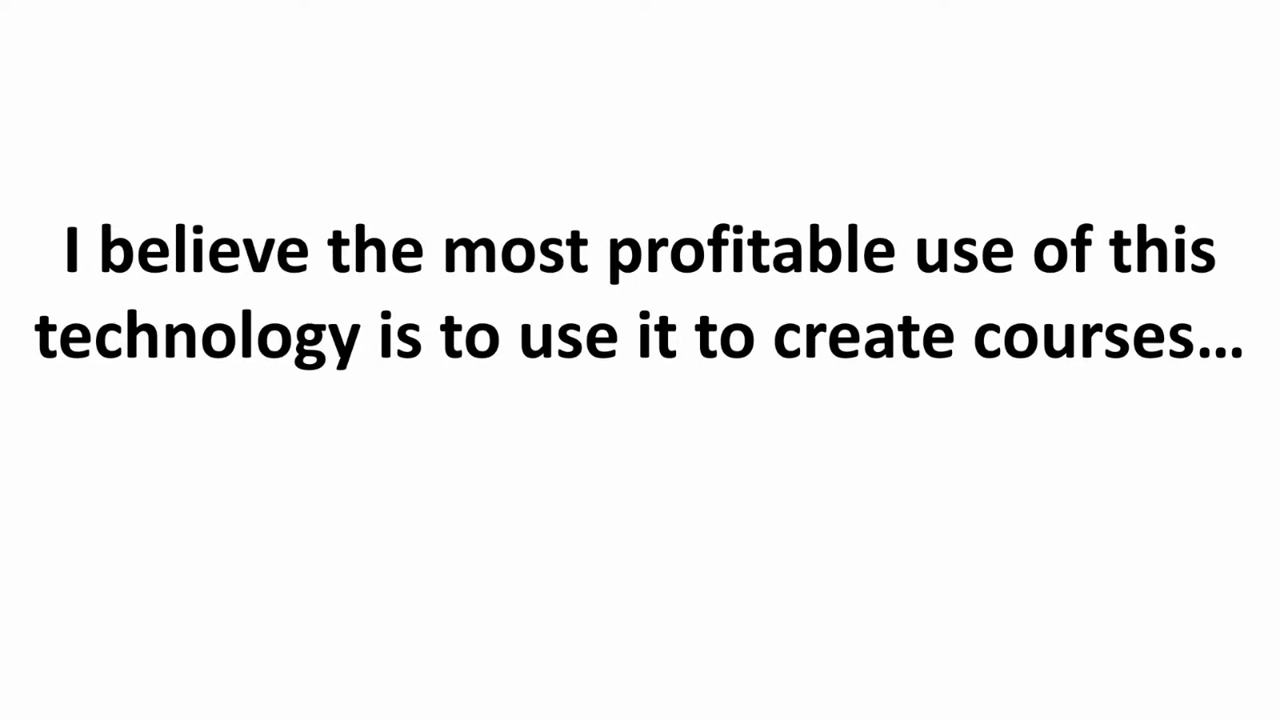 I believe the most profitable use of this
technology is to use it to create courses...